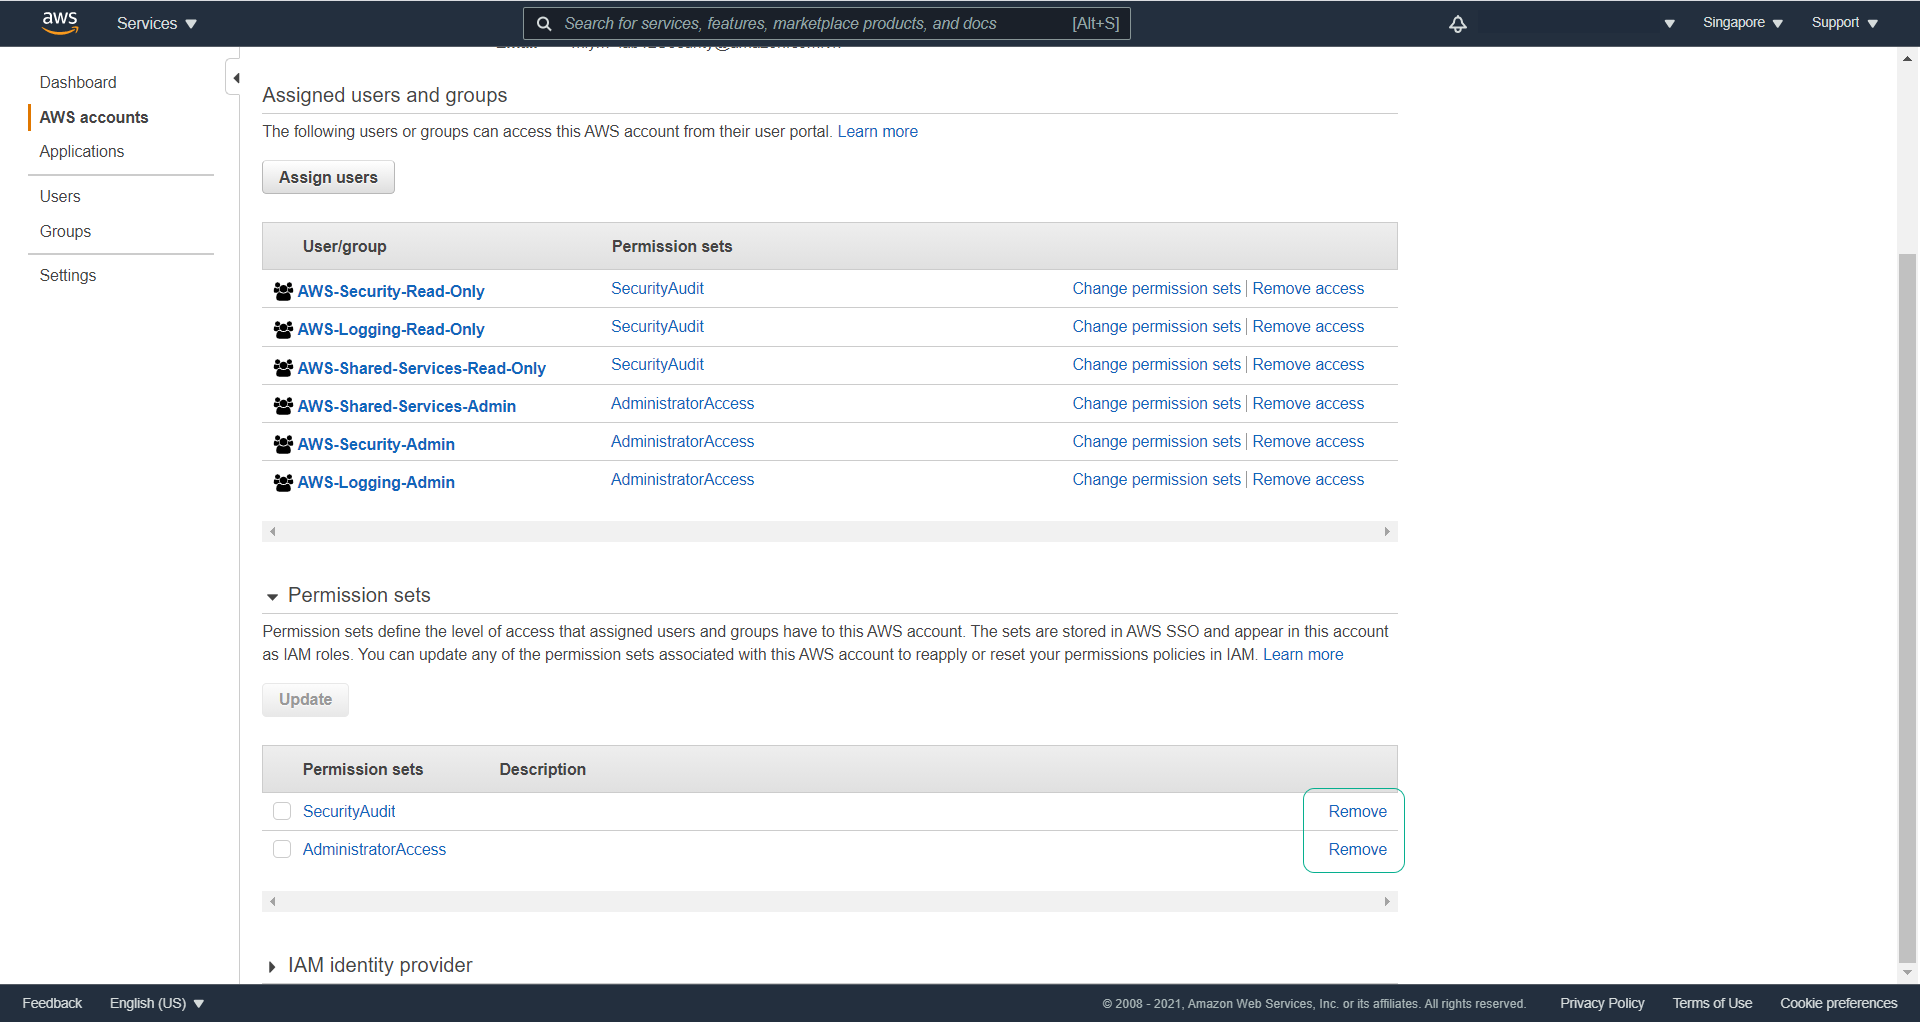 aws
Services
Search for services, features, marketplace products, and docs
[Alt+S]
Singapore
Support
Dashboard
AWS accounts
Applications
Users
Groups
Settings
Assigned users and groups
The following users or groups can access this AWS account from their user portal. Learn more
Assign users
User/group Permission sets
AWS-Security-Read-Only SecurityAudit Change permission sets | Remove access
AWS-Logging-Read-Only SecurityAudit Change permission sets | Remove access
AWS-Shared-Services-Read-Only SecurityAudit Change permission sets | Remove access
AWS-Shared-Services-Admin AdministratorAccess Change permission sets | Remove access
AWS-Security-Admin AdministratorAccess Change permission sets | Remove access
AWS-Logging-Admin AdministratorAccess Change permission sets | Remove access
Permission sets
Permission sets define the level of access that assigned users and groups have to this AWS account. The sets are stored in AWS SSO and appear in this account
as IAM roles. You can update any of the permission sets associated with this AWS account to reapply or reset your permissions policies in IAM. Learn more
Update
Permission sets Description
SecurityAudit Remove
AdministratorAccess Remove
IAM identity provider
Feedback English (US) © 2008 - 2021, Amazon Web Services, Inc. or its affiliates. All rights reserved. Privacy Policy Terms of Use Cookie preferences